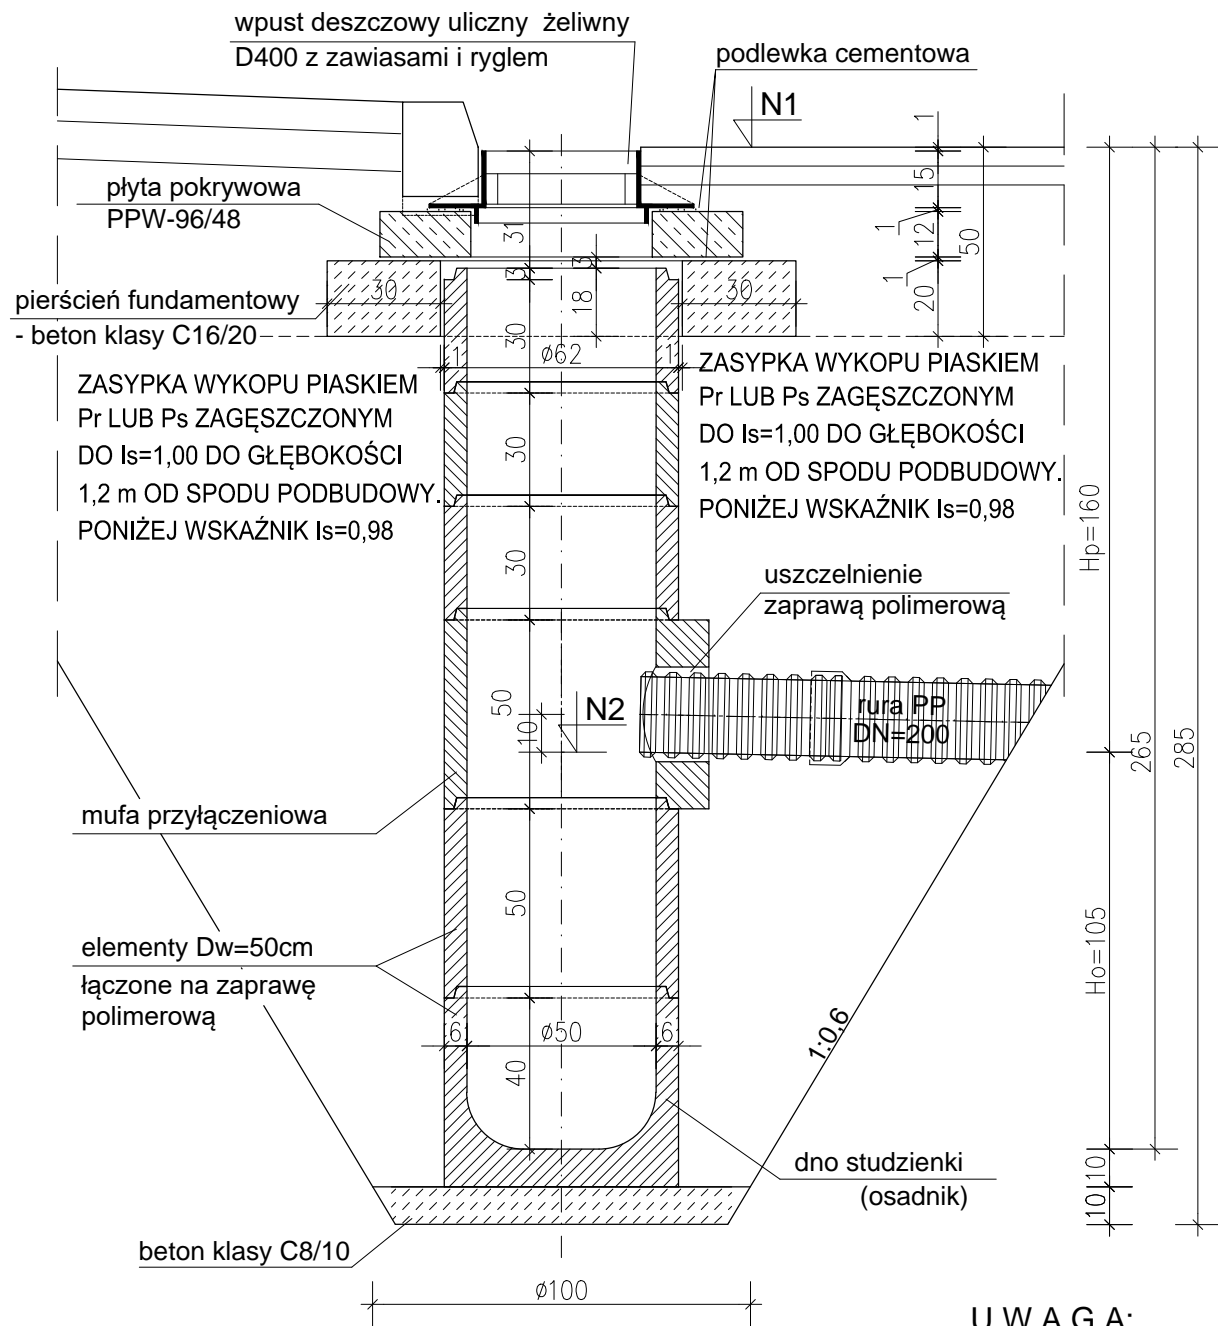 wpust deszczowy uliczny żeliwny
D400 z zawiasami i ryglem
podlewka cementowa
N1
płyta pokrywowa
PPW-96/48
pierścień fundamentowy
- beton klasy C16/20
30
30
31
3
3
18
30
1
ø62
1
1
15
1
12
1
20
50
ZASYPKA WYKOPU PIASKIEM
Pr LUB Ps ZAGĘSZCZONYM
DO Is=1,00 DO GŁĘBOKOŚCI
1,2 m OD SPODU PODBUDOWY.
PONIŻEJ WSKAŹNIK Is=0,98
ZASYPKA WYKOPU PIASKIEM
Pr LUB Ps ZAGĘSZCZONYM
DO Is=1,00 DO GŁĘBOKOŚCI
1,2 m OD SPODU PODBUDOWY.
PONIŻEJ WSKAŹNIK Is=0,98
30
30
Hp=160
uszczelnienie
zaprawą polimerową
50
10
N2
rura PP
DN=200
265
285
mufa przyłączeniowa
50
elementy Dw=50cm
łączone na zaprawę
polimerową
Ho=105
6
ø50
6
1:0,6
40
dno studzienki
(osadnik)
10
10
beton klasy C8/10
ø100
U W A G A: